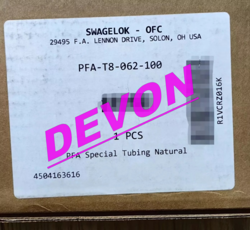 SWAGELOK - OFC
29495 F.A. LENNON DRIVE, SOLON, OH USA
PFA-T8-062-100
DEVON
1 PCS
PFA Special Tubing Natural
4504163616
R1VCRZ016K